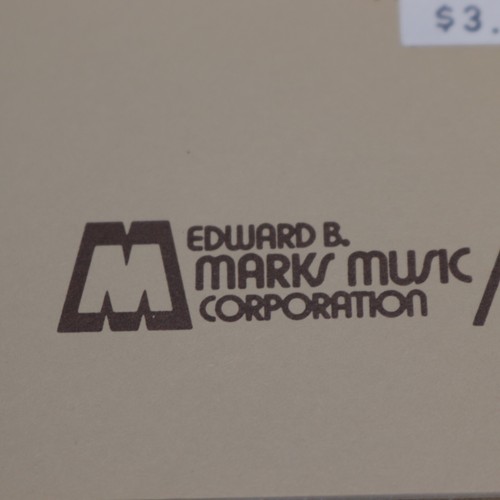 $3.
EDWARD B.
MARKS MUSIC
CORPORATION